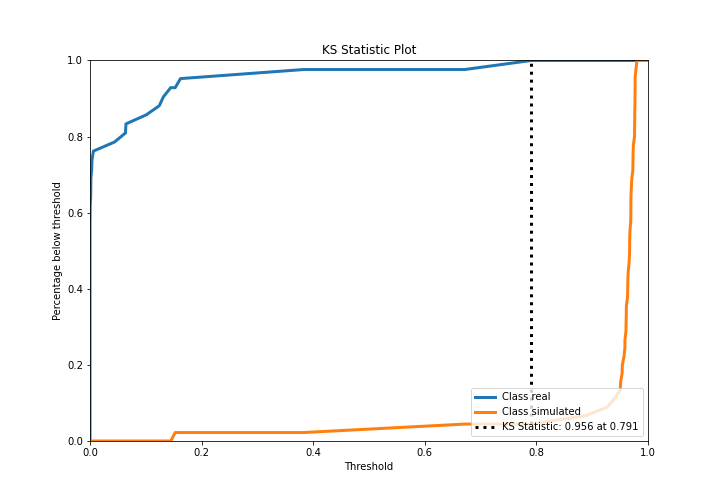 KS Statistic Plot
Percentage below threshold
1.0
0.8
0.6
0.4
0.2
0.0
0.0 0.2 0.4 0.6 0.8 1.0
Threshold
Class real
Class simulated
KS Statistic: 0.956 at 0.791